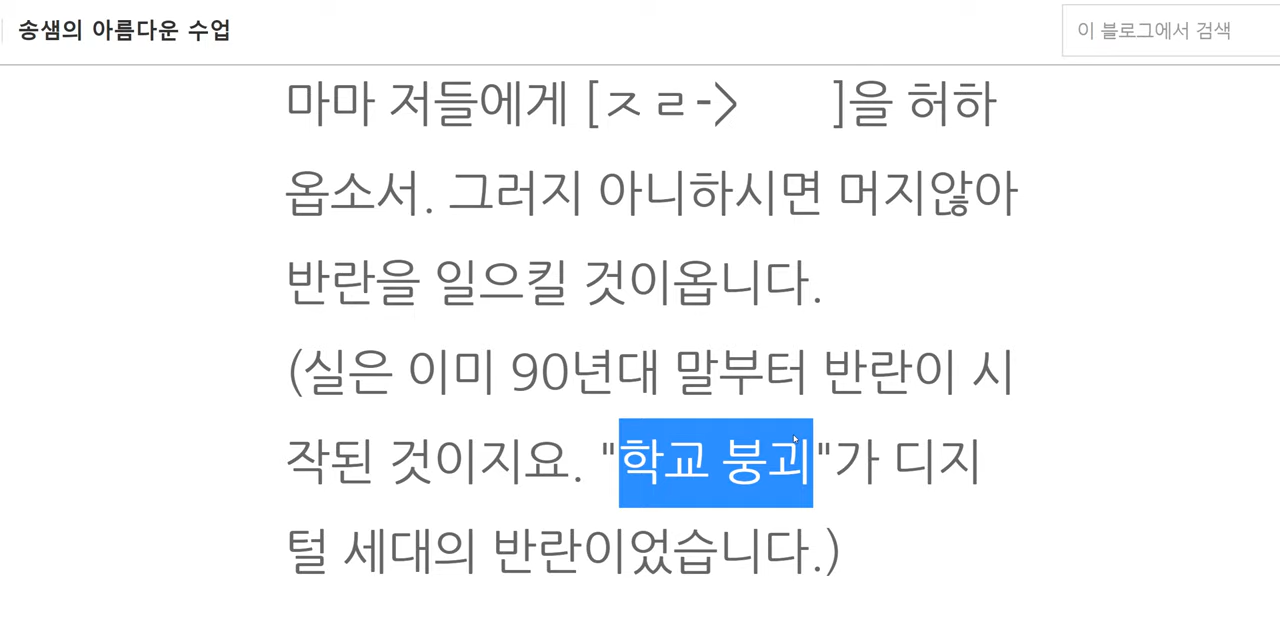 송샘의 아름다운 수업
이 블로그에서 검색
마마 저들에게 [ㅈㄹ->      ]을 허하
옵소서. 그러지 아니하시면 머지않아
반란을 일으킬 것이옵니다.
(실은 이미 90년대 말부터 반란이 시
작된 것이지요. "학교 붕괴"가 디지
털 세대의 반란이었습니다.)